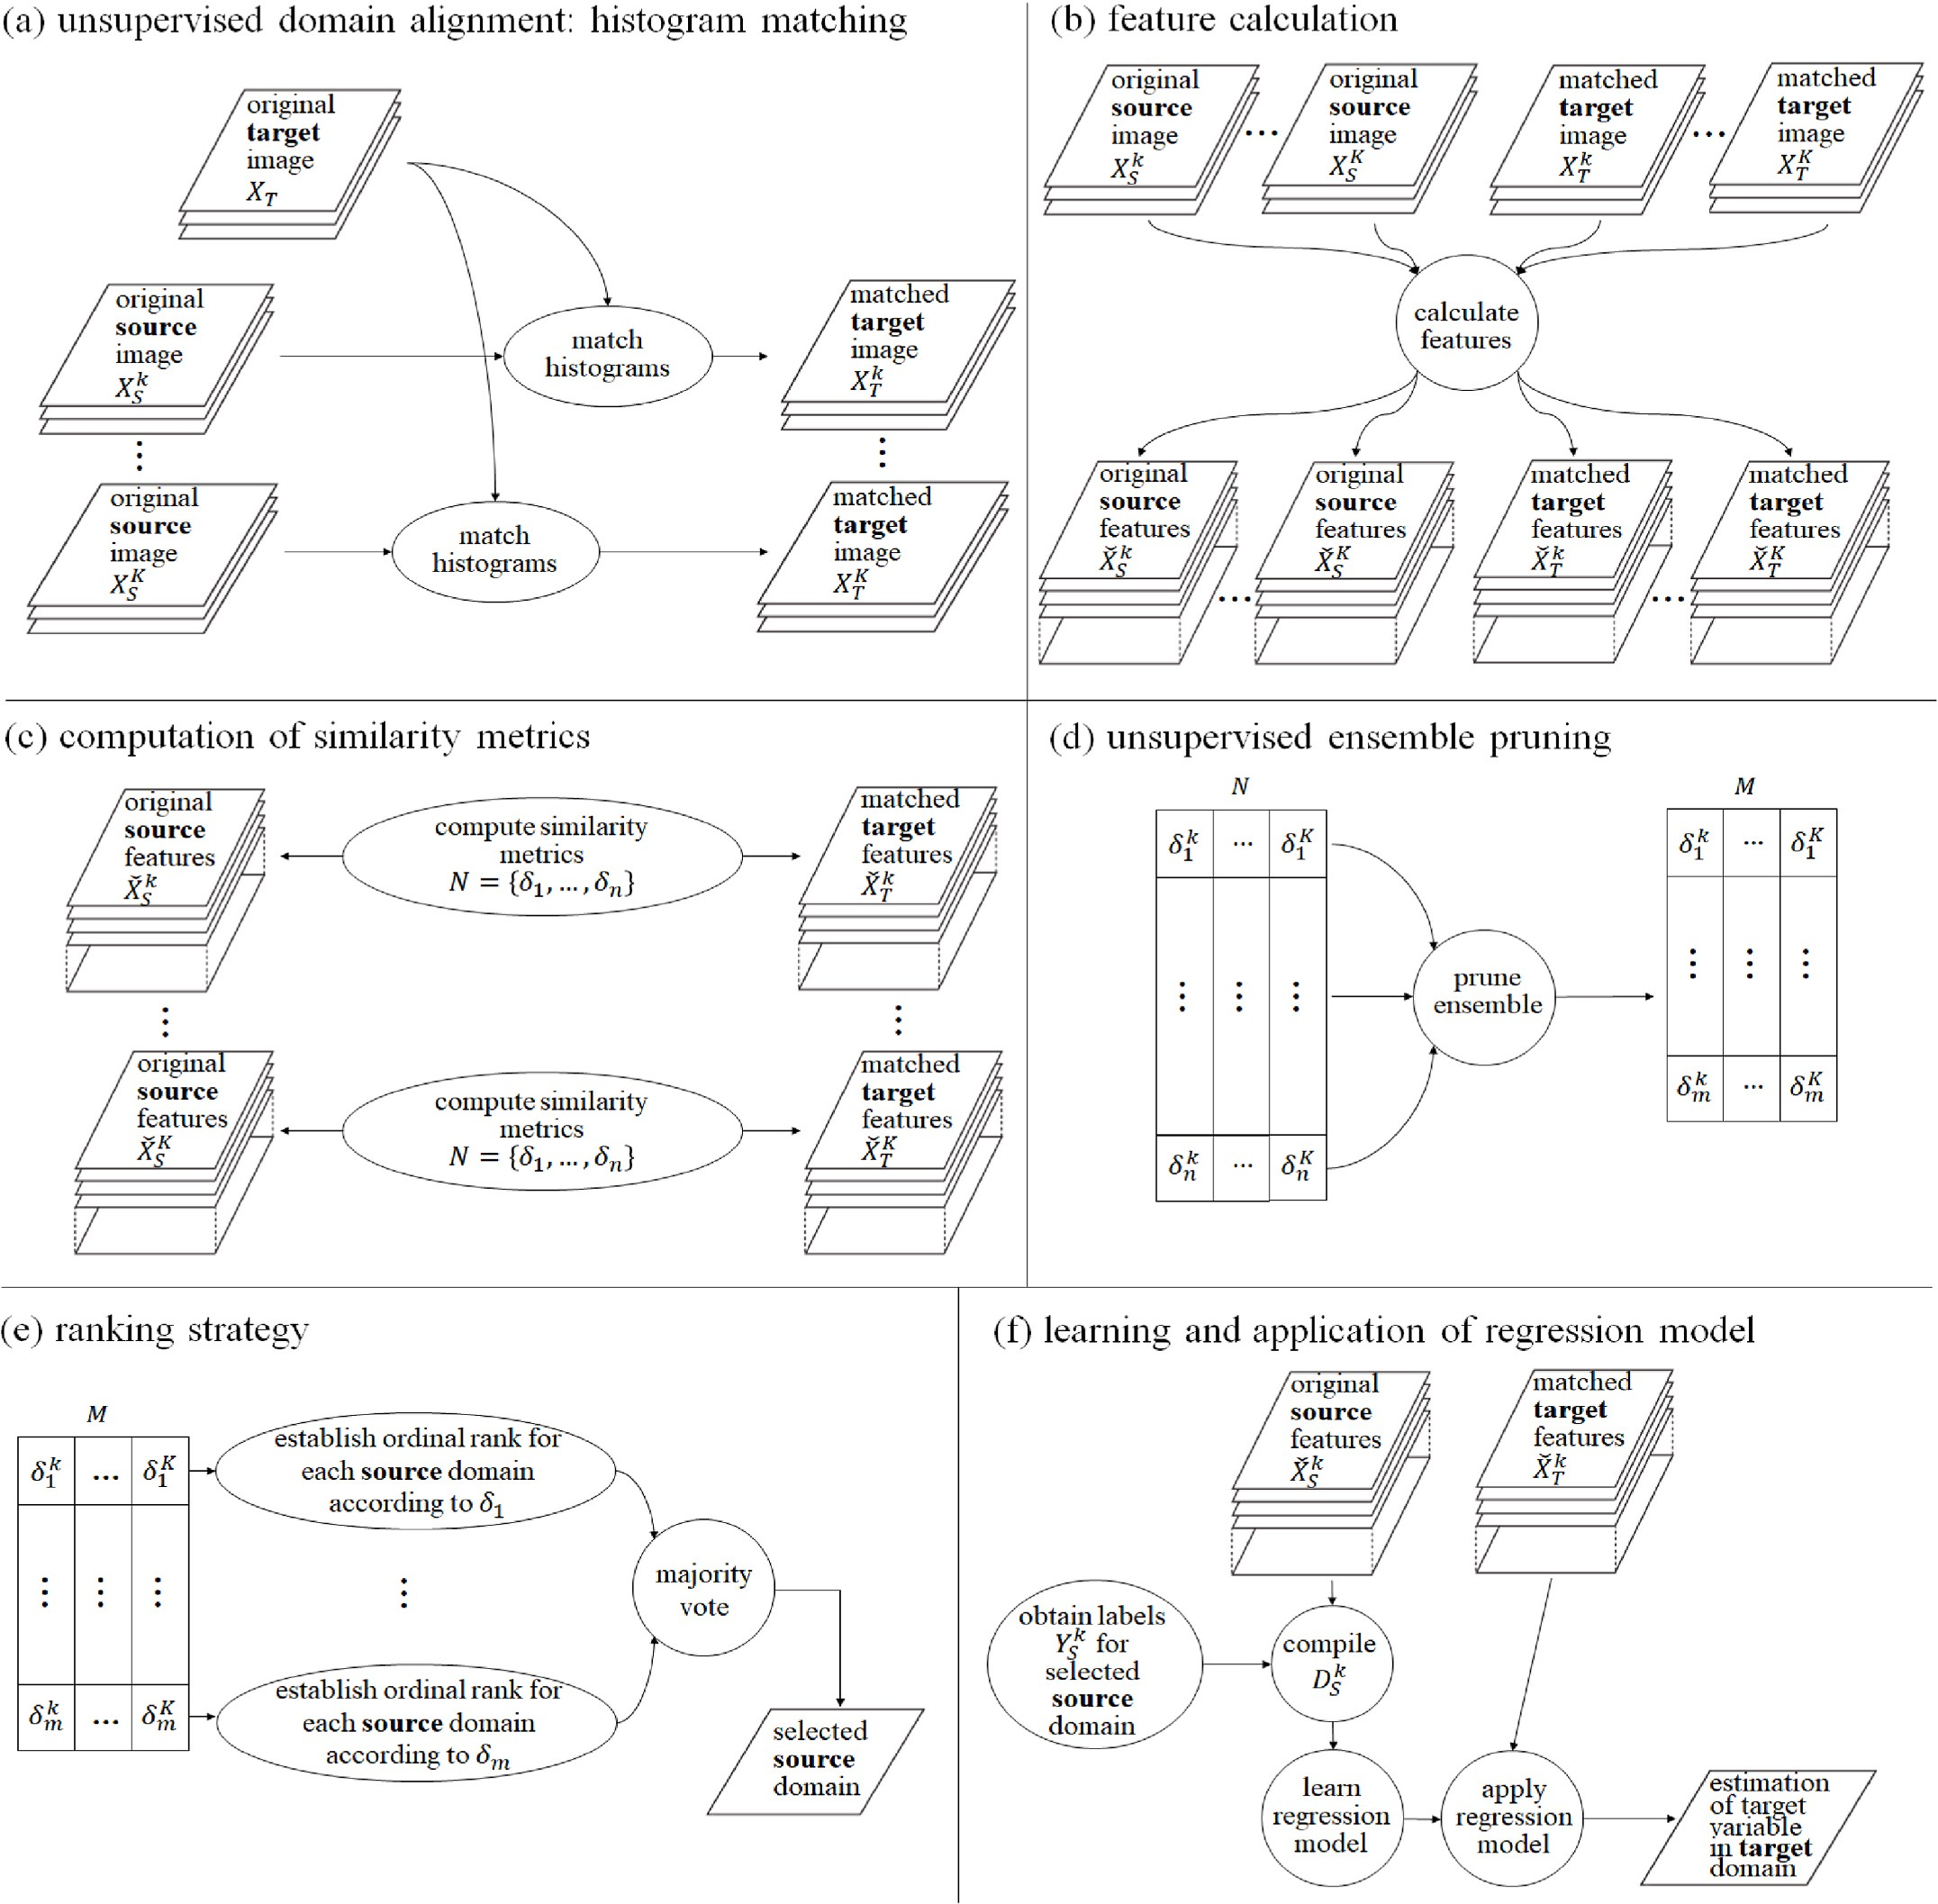 (a) unsupervised domain alignment: histogram matching
original
target
image
X_T
original
source
image
X_S^k
⋮
original
source
image
X_S^K
match
histograms
match
histograms
matched
target
image
X_T^k
⋮
matched
target
image
X_T^K
(b) feature calculation
original
source
image
X_S^k
...
original
source
image
X_S^K
matched
target
image
X_T^k
...
matched
target
image
X_T^K
calculate
features
original
source
features
X̌_S^k
...
original
source
features
X̌_S^K
matched
target
features
X̌_T^k
...
matched
target
features
X̌_T^K
(c) computation of similarity metrics
original
source
features
X̌_S^k
compute similarity
metrics
N = {δ_1, ..., δ_n}
matched
target
features
X̌_T^k
⋮ ⋮
original
source
features
X̌_S^K
compute similarity
metrics
N = {δ_1, ..., δ_n}
matched
target
features
X̌_T^K
(d) unsupervised ensemble pruning
N
δ_1^k ... δ_1^K
⋮ ⋮ ⋮
δ_n^k ... δ_n^K
prune
ensemble
M
δ_1^k ... δ_1^K
⋮ ⋮ ⋮
δ_m^k ... δ_m^K
(e) ranking strategy
M
δ_1^k ... δ_1^K
⋮ ⋮ ⋮
δ_m^k ... δ_m^K
establish ordinal rank for
each source domain
according to δ_1
⋮
establish ordinal rank for
each source domain
according to δ_m
majority
vote
selected
source
domain
(f) learning and application of regression model
original
source
features
X̌_S^k
matched
target
features
X̌_T^k
obtain labels
Y_S^k for
selected
source
domain
compile
D_S^k
learn
regression
model
apply
regression
model
estimation
of target
variable
in target
domain